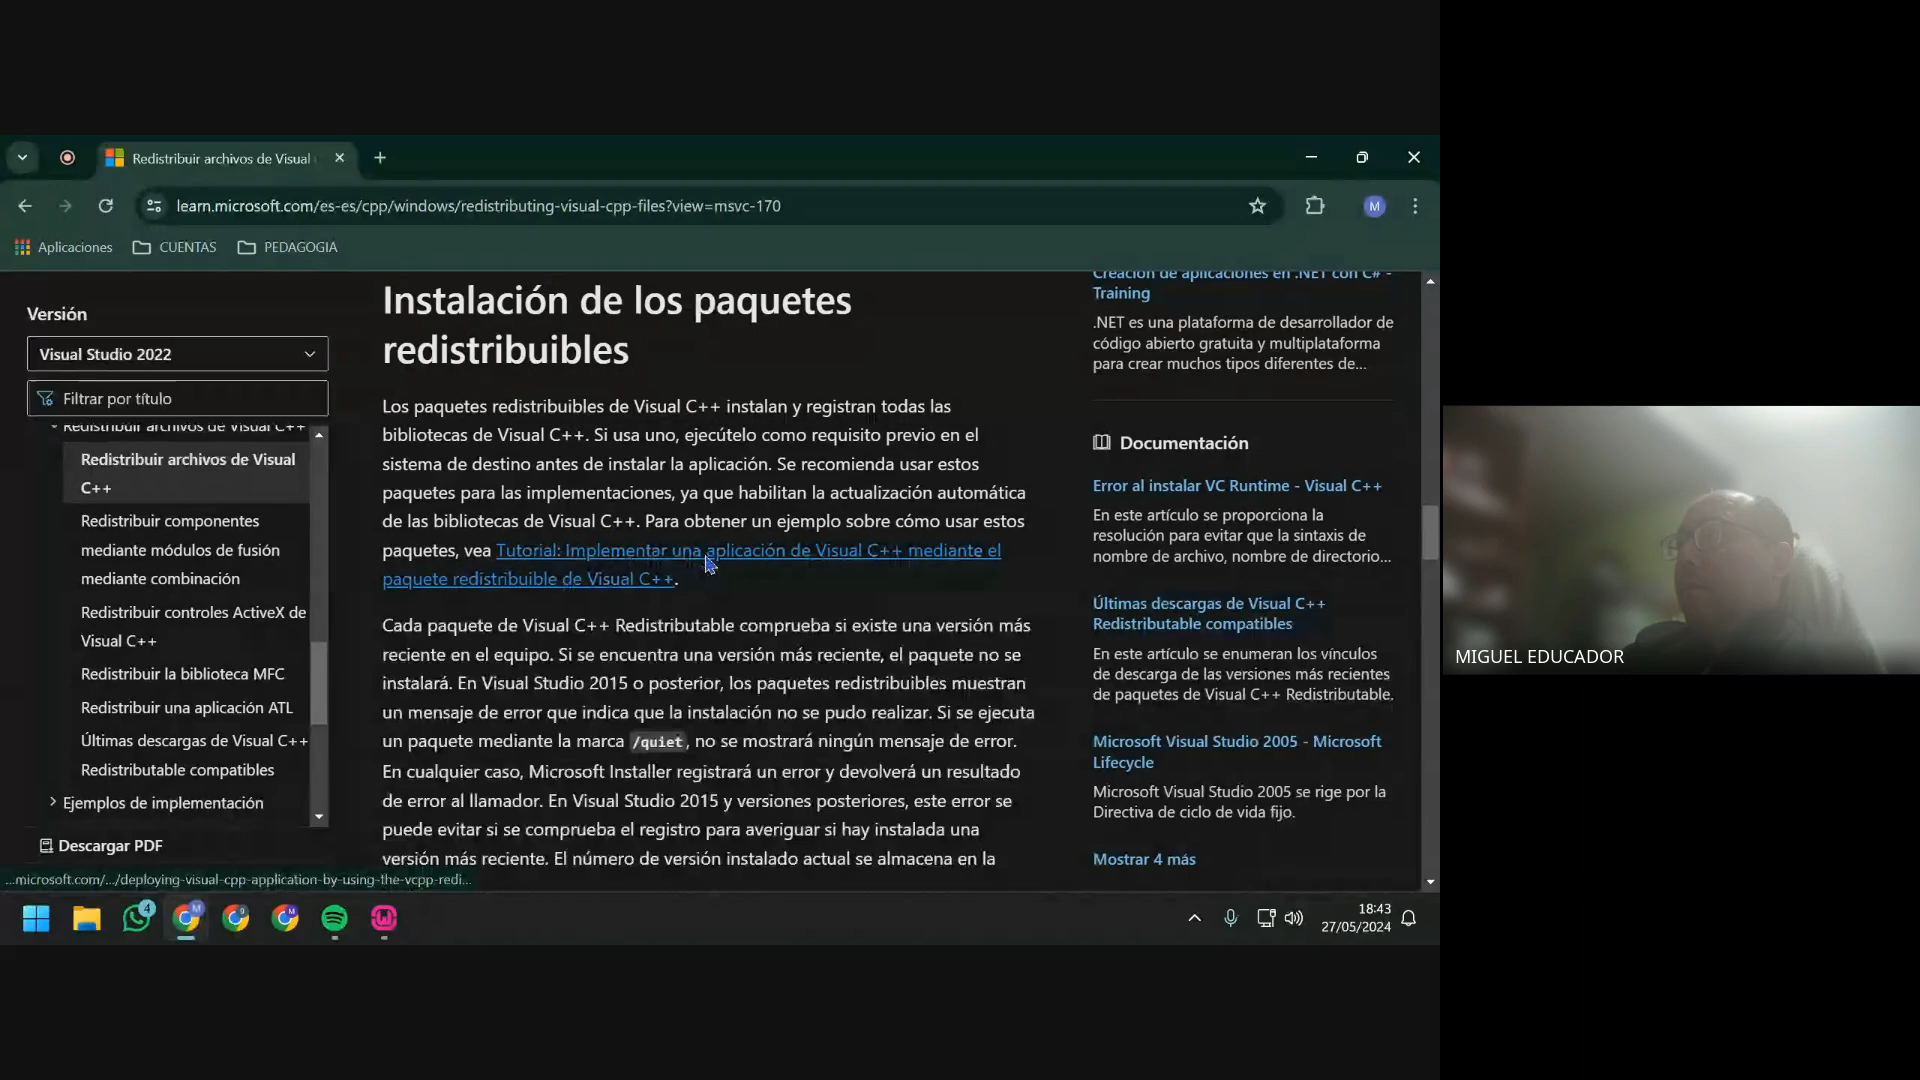 Redistribuir archivos de Visual
learn.microsoft.com/es-es/cpp/windows/redistributing-visual-cpp-files?view=msvc-170
M
Aplicaciones
CUENTAS
PEDAGOGIA
Versión
Visual Studio 2022
Filtrar por título
Redistribuir archivos de Visual C++
Redistribuir archivos de Visual
C++
Redistribuir componentes
mediante módulos de fusión
mediante combinación
Redistribuir controles ActiveX de
Visual C++
Redistribuir la biblioteca MFC
Redistribuir una aplicación ATL
Últimas descargas de Visual C++
Redistributable compatibles
Ejemplos de implementación
Descargar PDF
Instalación de los paquetes
redistribuibles
Los paquetes redistribuibles de Visual C++ instalan y registran todas las
bibliotecas de Visual C++. Si usa uno, ejecútelo como requisito previo en el
sistema de destino antes de instalar la aplicación. Se recomienda usar estos
paquetes para las implementaciones, ya que habilitan la actualización automática
de las bibliotecas de Visual C++. Para obtener un ejemplo sobre cómo usar estos
paquetes, vea Tutorial: Implementar una aplicación de Visual C++ mediante el
paquete redistribuible de Visual C++.
Cada paquete de Visual C++ Redistributable comprueba si existe una versión más
reciente en el equipo. Si se encuentra una versión más reciente, el paquete no se
instalará. En Visual Studio 2015 o posterior, los paquetes redistribuibles muestran
un mensaje de error que indica que la instalación no se pudo realizar. Si se ejecuta
un paquete mediante la marca /quiet, no se mostrará ningún mensaje de error.
En cualquier caso, Microsoft Installer registrará un error y devolverá un resultado
de error al llamador. En Visual Studio 2015 y versiones posteriores, este error se
puede evitar si se comprueba el registro para averiguar si hay instalada una
versión más reciente. El número de versión instalado actual se almacena en la
Creación de aplicaciones en .NET con C# -
Training
.NET es una plataforma de desarrollador de
código abierto gratuita y multiplataforma
para crear muchos tipos diferentes de...
Documentación
Error al instalar VC Runtime - Visual C++
En este artículo se proporciona la
resolución para evitar que la sintaxis de
nombre de archivo, nombre de directorio...
Últimas descargas de Visual C++
Redistributable compatibles
En este artículo se enumeran los vínculos
de descarga de las versiones más recientes
de paquetes de Visual C++ Redistributable.
Microsoft Visual Studio 2005 - Microsoft
Lifecycle
Microsoft Visual Studio 2005 se rige por la
Directiva de ciclo de vida fijo.
Mostrar 4 más
...microsoft.com/.../deploying-visual-cpp-application-by-using-the-vcpp-redi...
4
M
9
M
18:43
27/05/2024
MIGUEL EDUCADOR